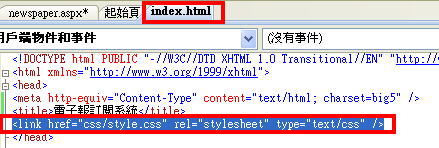 newspaper.aspx* 起始頁 index.html
用戶端物件和事件 (沒有事件)
<!DOCTYPE html PUBLIC "-//W3C//DTD XHTML 1.0 Transitional//EN" "http://
<html xmlns="http://www.w3.org/1999/xhtml">
<head>
<meta http-equiv="Content-Type" content="text/html; charset=big5" />
<title>電子報訂閱系統</title>
<link href="css/style.css" rel="stylesheet" type="text/css" />
</head>